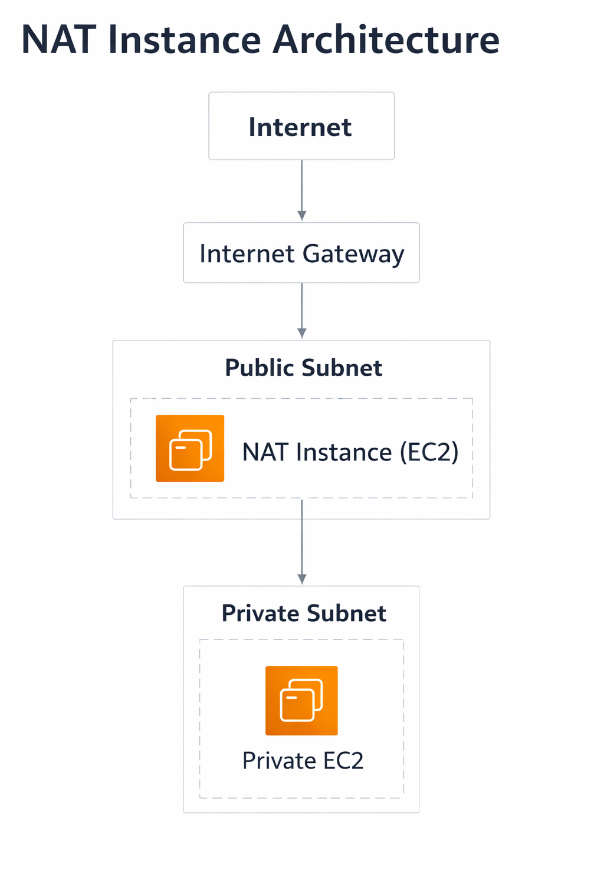 NAT Instance Architecture
Internet
Internet Gateway
Public Subnet
NAT Instance (EC2)
Private Subnet
Private EC2